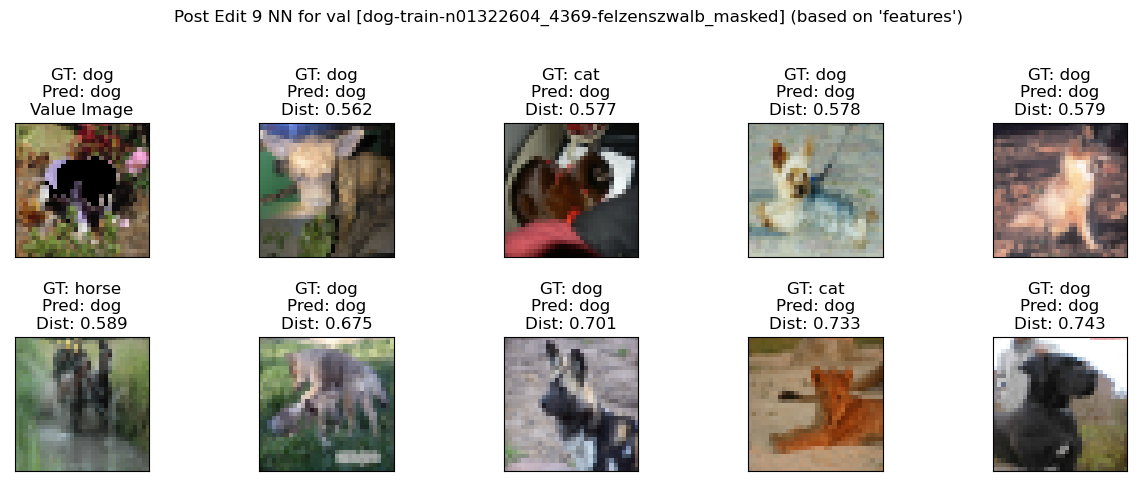 Post Edit 9 NN for val [dog-train-n01322604_4369-felzenszwalb_masked] (based on 'features')
GT: dog
Pred: dog
Value Image
GT: dog
Pred: dog
Dist: 0.562
GT: cat
Pred: dog
Dist: 0.577
GT: dog
Pred: dog
Dist: 0.578
GT: dog
Pred: dog
Dist: 0.579
GT: horse
Pred: dog
Dist: 0.589
GT: dog
Pred: dog
Dist: 0.675
GT: dog
Pred: dog
Dist: 0.701
GT: cat
Pred: dog
Dist: 0.733
GT: dog
Pred: dog
Dist: 0.743